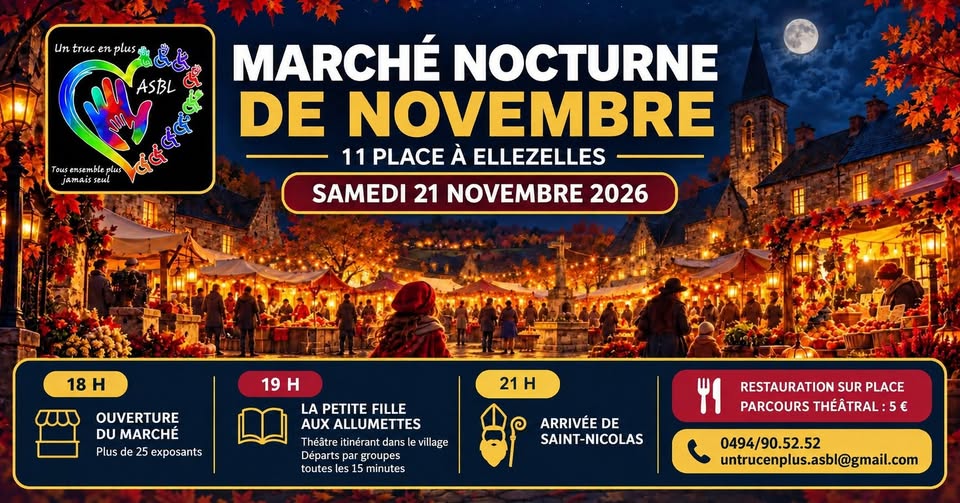 Un truc en plus
ASBL
Tous ensemble plus
jamais seul
MARCHÉ NOCTURNE
DE NOVEMBRE
11 PLACE À ELLEZELLES
SAMEDI 21 NOVEMBRE 2026
18 H
OUVERTURE
DU MARCHÉ
Plus de 25 exposants
19 H
LA PETITE FILLE
AUX ALLUMETTES
Théâtre itinérant dans le village
Départs par groupes
toutes les 15 minutes
21 H
ARRIVÉE DE
SAINT-NICOLAS
RESTAURATION SUR PLACE
PARCOURS THÉÂTRAL : 5 €
0494/90.52.52
untrucenplus.asbl@gmail.com